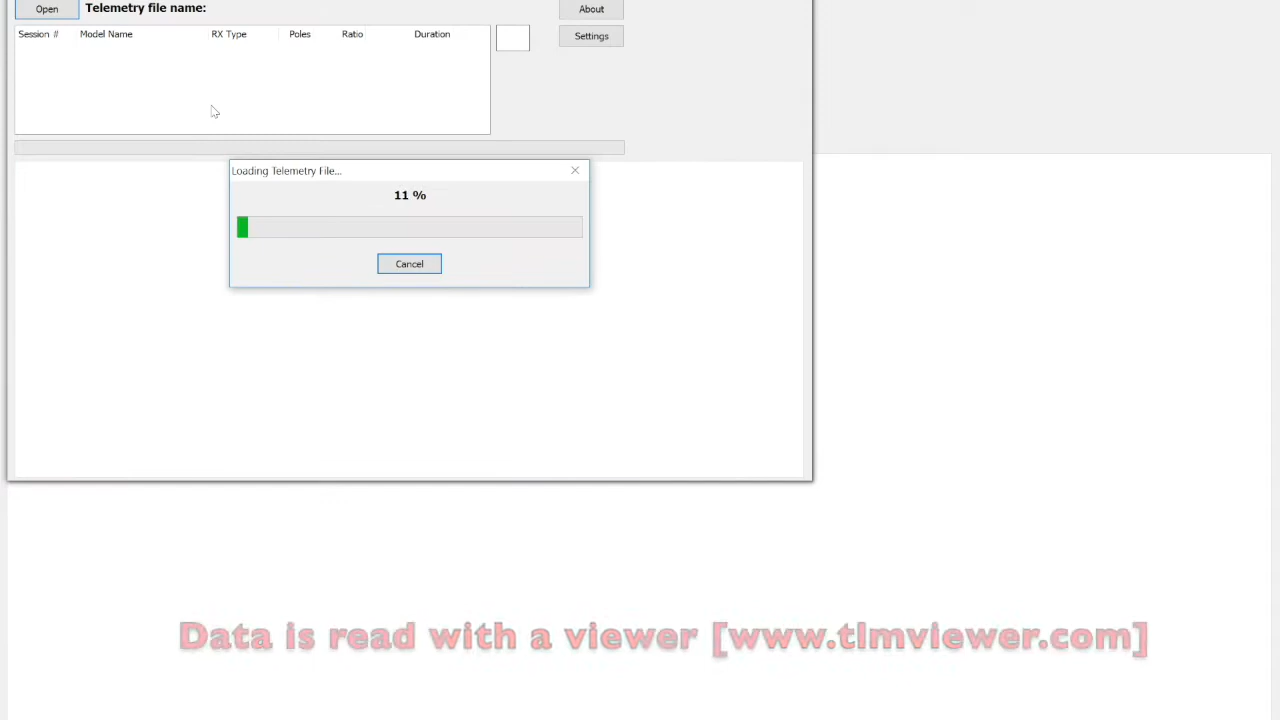 Open Telemetry file name: About
Session # Model Name RX Type Poles Ratio Duration Settings
Loading Telemetry File...
11 %
Cancel
Data is read with a viewer [www.tlmviewer.com]